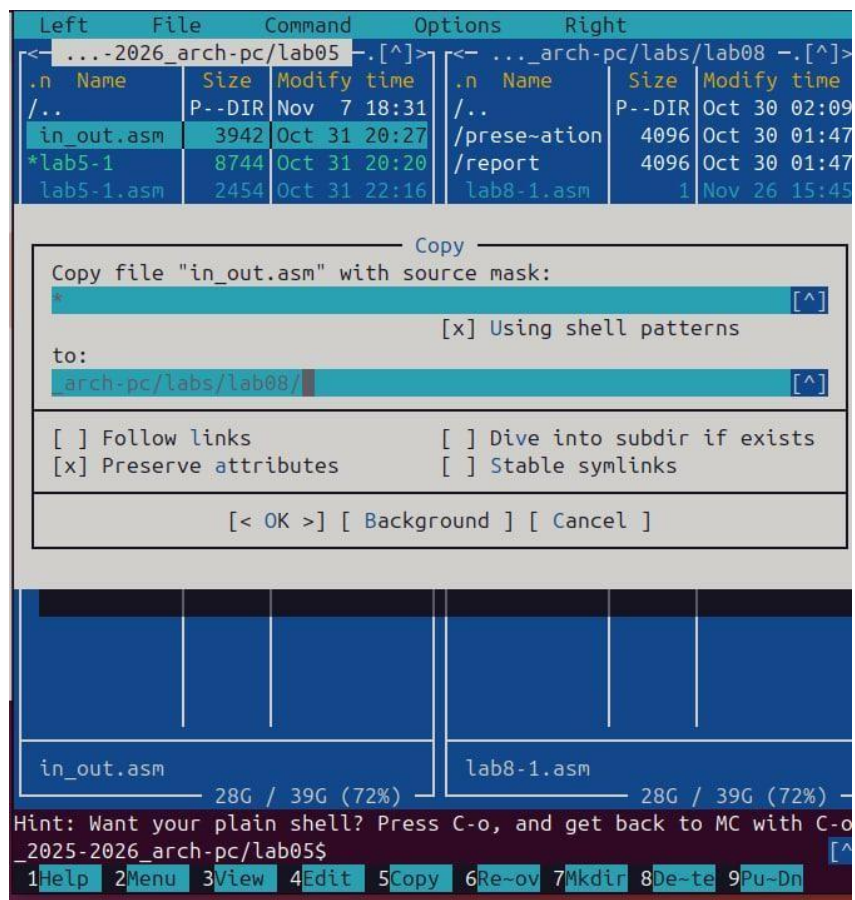 Left File Command Options Right
<− ...-2026_arch-pc/lab05 −.[^]> <− ..._arch-pc/labs/lab08 −.[^]>
.n Name Size Modify time .n Name Size Modify time
/.. P--DIR Nov 7 18:31 /.. P--DIR Oct 30 02:09
in_out.asm 3942 Oct 31 20:27 /prese~ation 4096 Oct 30 01:47
*lab5-1 8744 Oct 31 20:20 /report 4096 Oct 30 01:47
lab5-1.asm 2454 Oct 31 22:16 lab8-1.asm 1 Nov 26 15:45
Copy
Copy file "in_out.asm" with source mask:
* [^]
[x] Using shell patterns
to:
_arch-pc/labs/lab08/ [^]
[ ] Follow links [ ] Dive into subdir if exists
[x] Preserve attributes [ ] Stable symlinks
[< OK >] [ Background ] [ Cancel ]
in_out.asm lab8-1.asm
28G / 39G (72%) 28G / 39G (72%)
Hint: Want your plain shell? Press C-o, and get back to MC with C-o
_2025-2026_arch-pc/lab05$ [^
1Help 2Menu 3View 4Edit 5Copy 6Re~ov 7Mkdir 8De~te 9Pu~Dn